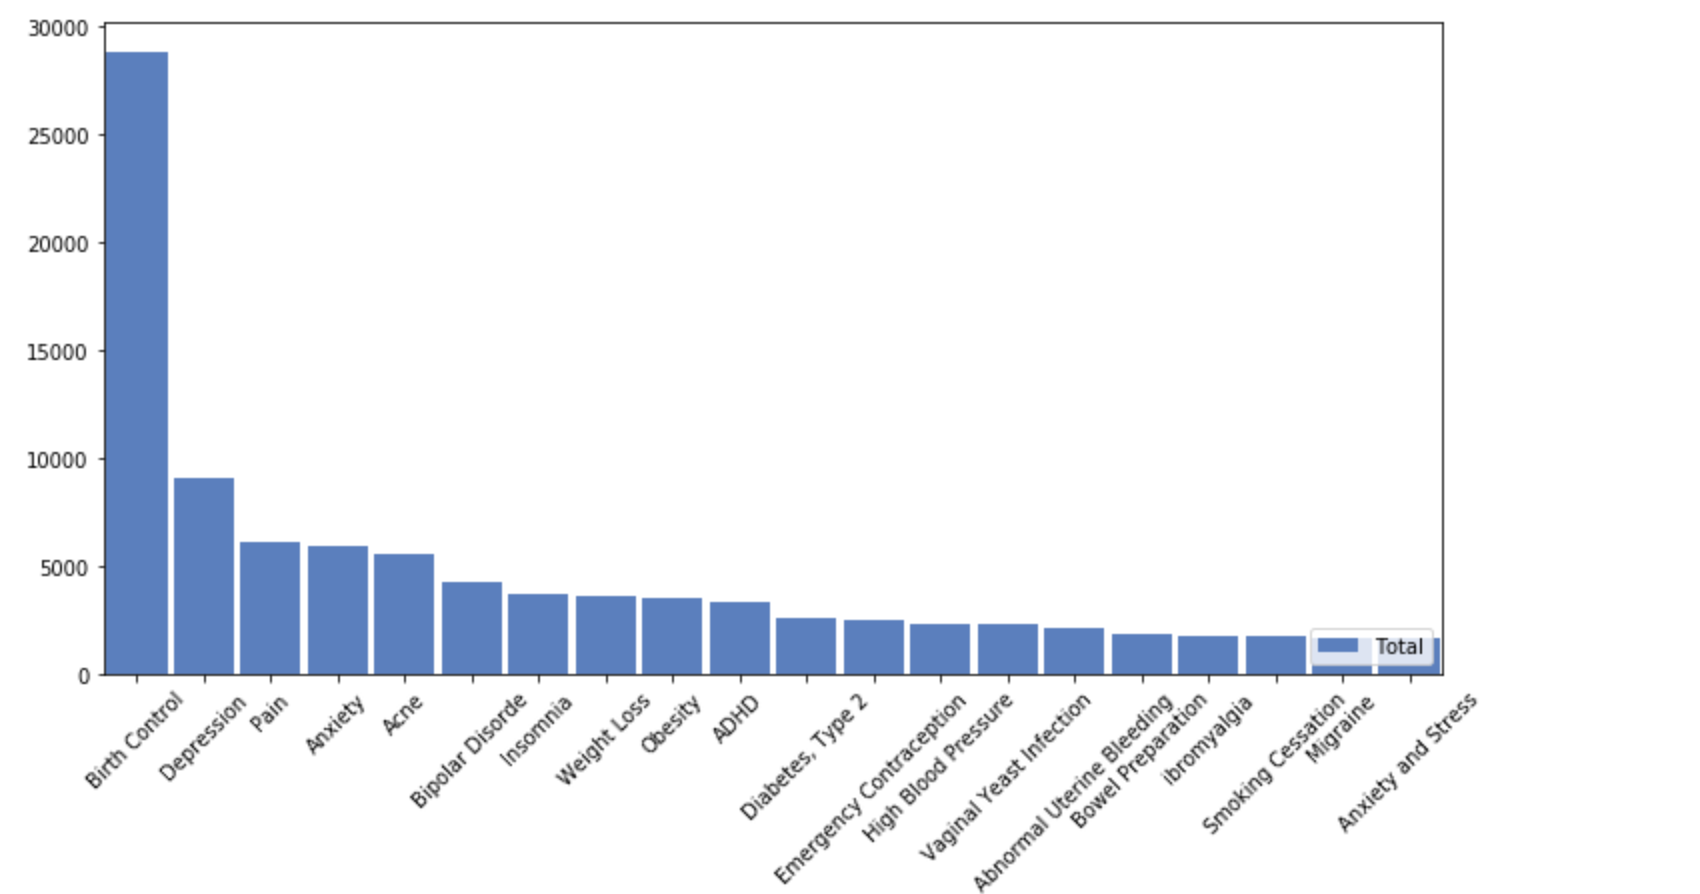 30000
25000
20000
15000
10000
5000
0
Total
Birth Control
Depression
Pain
Anxiety
Acne
Bipolar Disorde
Insomnia
Weight Loss
Obesity
ADHD
Diabetes, Type 2
Emergency Contraception
High Blood Pressure
Vaginal Yeast Infection
Abnormal Uterine Bleeding
Bowel Preparation
ibromyalgia
Smoking Cessation
Migraine
Anxiety and Stress